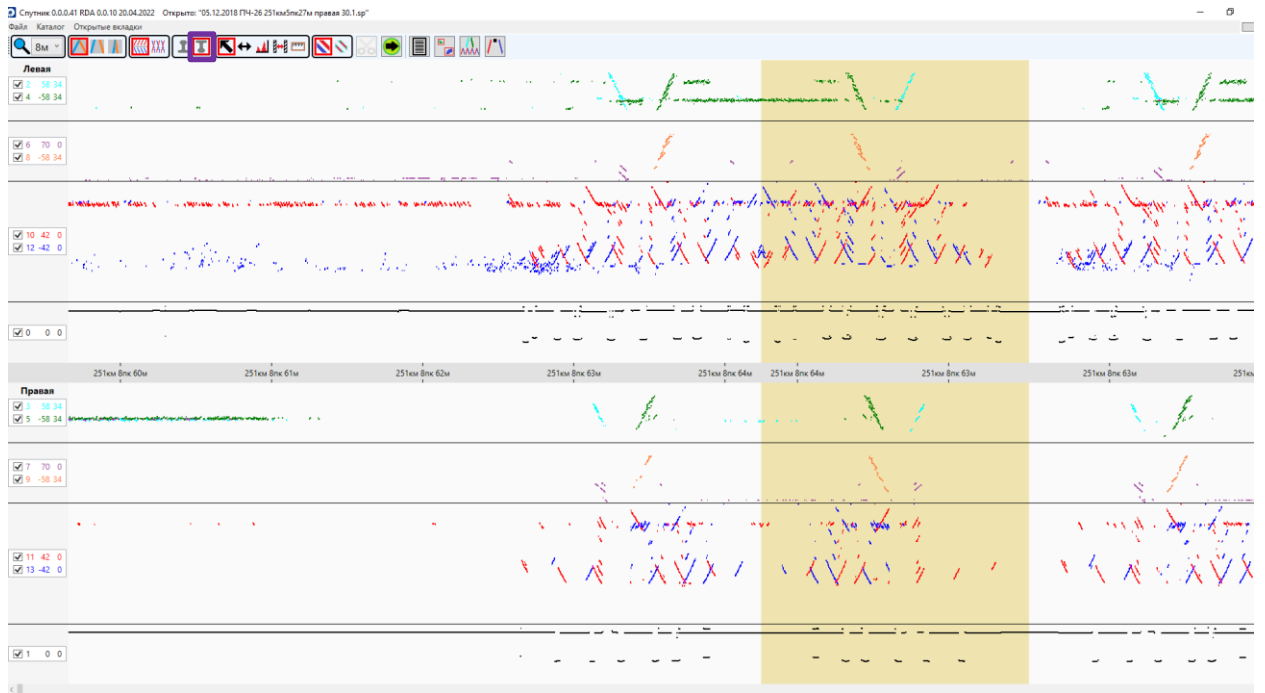 Спутник 0.0.0.41 RDA 0.0.10 20.04.2022 Открыто: "05.12.2018 ПЧ-26 251км5пк27м правая 30.1.sp"
Файл Каталог Открытые вкладки
8м
Левая
2 58 34
4 -58 34
6 70 0
8 -58 34
10 42 0
12 -42 0
0 0 0
251км 8пк 60м 251км 8пк 61м 251км 8пк 62м 251км 8пк 63м 251км 8пк 64м 251км 8пк 64м 251км 8пк 63м 251км 8пк 63м 251км
Правая
3 58 34
5 -58 34
7 70 0
9 -58 34
11 42 0
13 -42 0
1 0 0